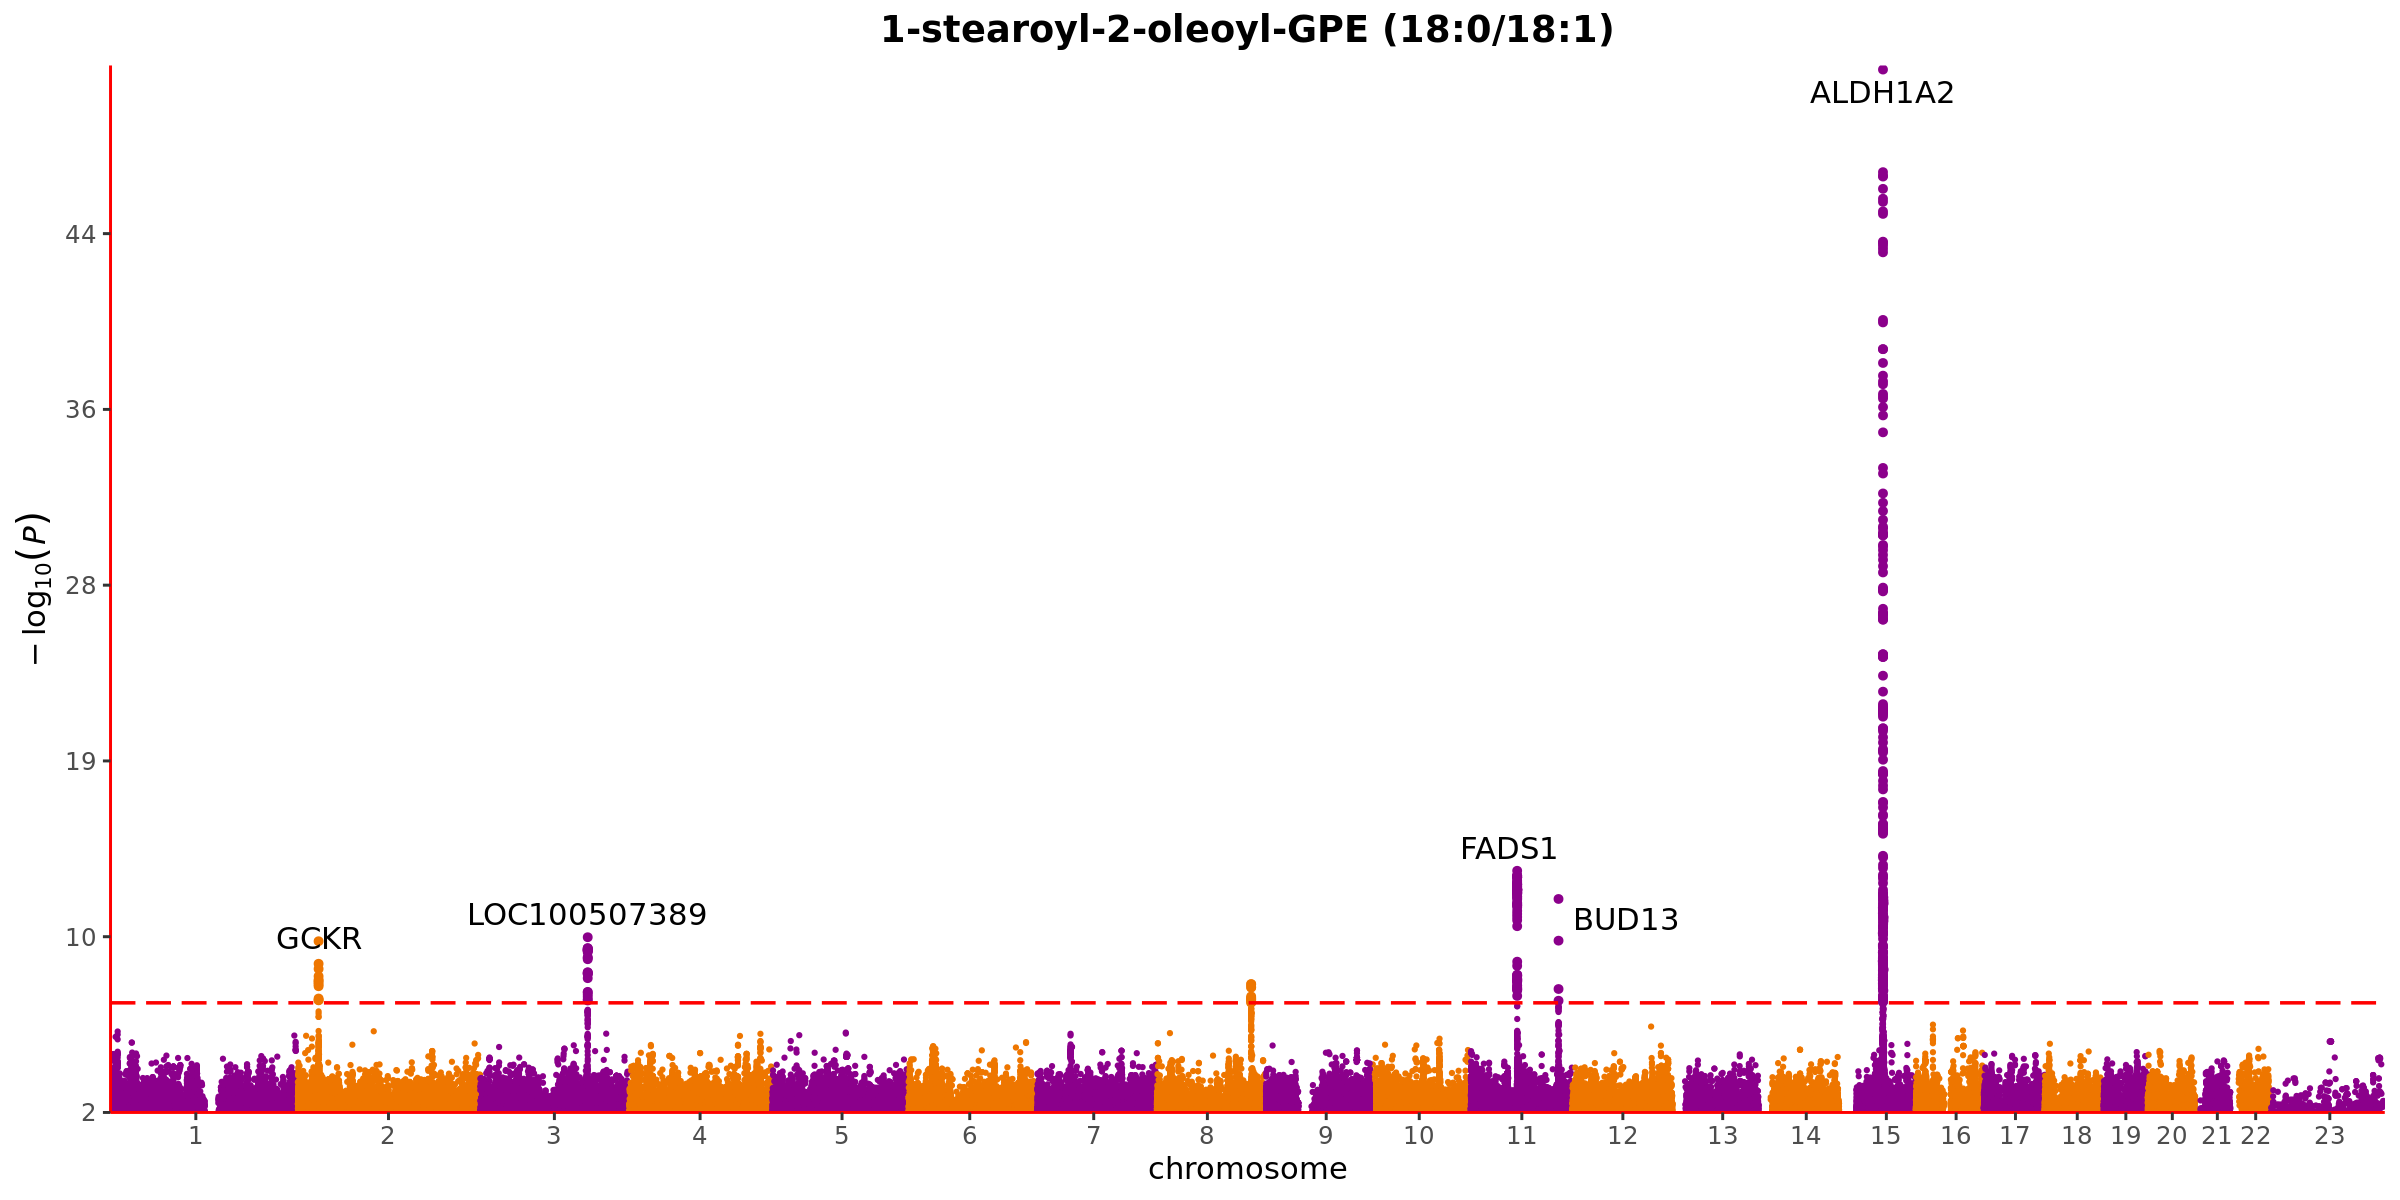 1-stearoyl-2-oleoyl-GPE (18:0/18:1)
ALDH1A2
44
36
− log10(P)
28
19
FADS1
LOC100507389
BUD13
GCKR
10
2
1 2 3 4 5 6 7 8 9 10 11 12 13 14 15 16 17 18 19 20 21 22 23
chromosome